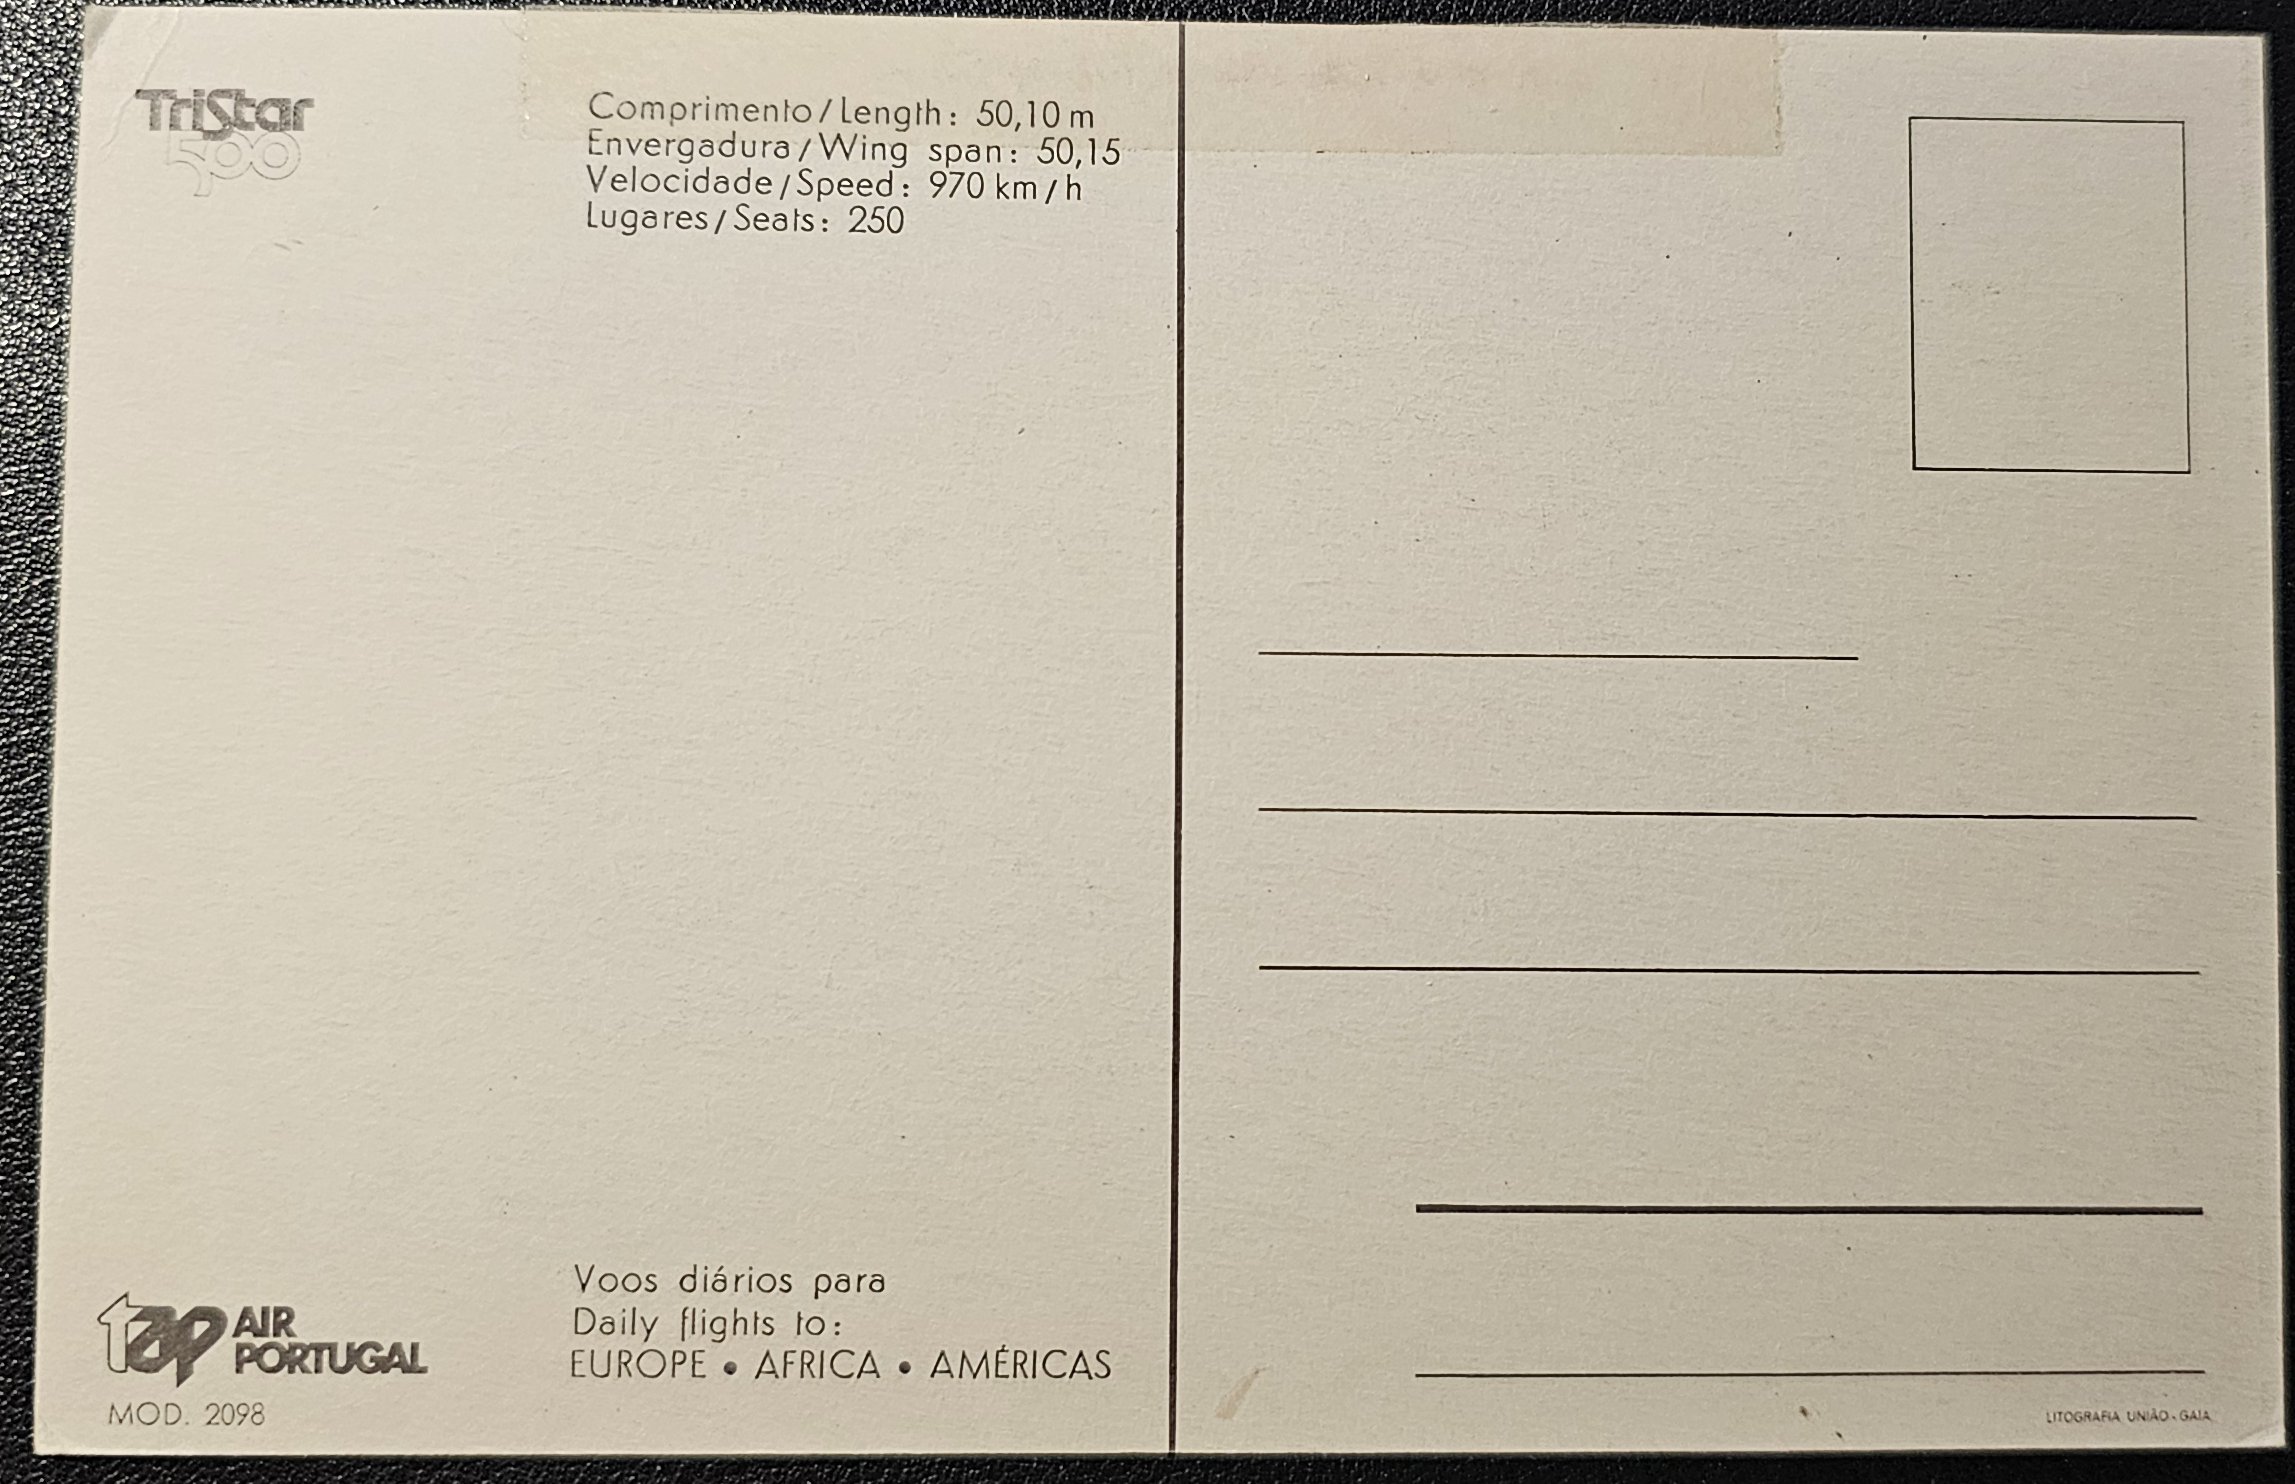 TriStar
500
Comprimento/Length: 50,10 m
Envergadura/Wing span: 50,15
Velocidade/Speed: 970 km/h
Lugares/Seats: 250
Voos diários para
Daily flights to:
EUROPE • AFRICA • AMÉRICAS
tap AIR
PORTUGAL
MOD. 2098
LITOGRAFIA UNIÃO - GAIA